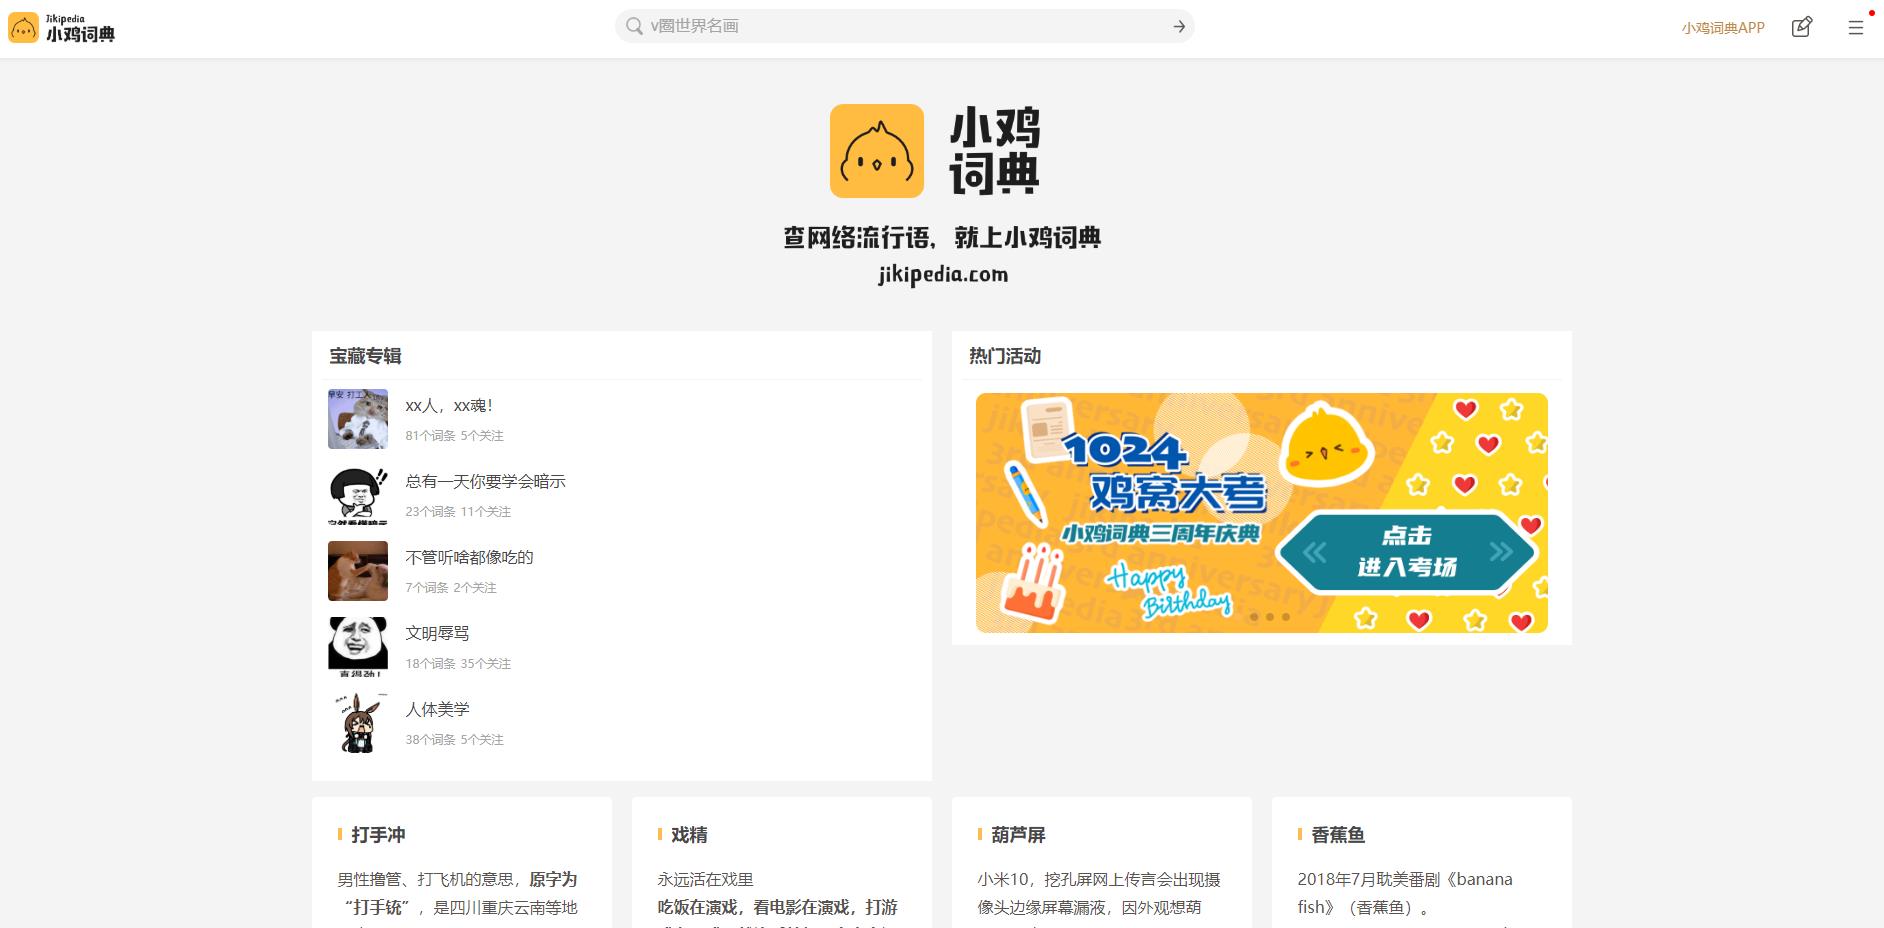 Jikipedia
小鸡词典
v圈世界名画
小鸡词典APP
小鸡
词典
查网络流行语，就上小鸡词典
jikipedia.com
宝藏专辑
早安 打工人
xx人，xx魂！
81个词条 5个关注
总有一天你要学会暗示
23个词条 11个关注
不管听啥都像吃的
7个词条 2个关注
文明辱骂
18个词条 35个关注
真得劲！
人体美学
38个词条 5个关注
热门活动
1024
鸡窝大考
小鸡词典三周年庆典
Happy
Birthday
点击
进入考场
打手冲
男性撸管、打飞机的意思，原字为
“打手铳”，是四川重庆云南等地
戏精
永远活在戏里
吃饭在演戏，看电影在演戏，打游
葫芦屏
小米10，挖孔屏网上传言会出现摄
像头边缘屏幕漏液，因外观想葫
香蕉鱼
2018年7月耽美番剧《banana
fish》（香蕉鱼）。